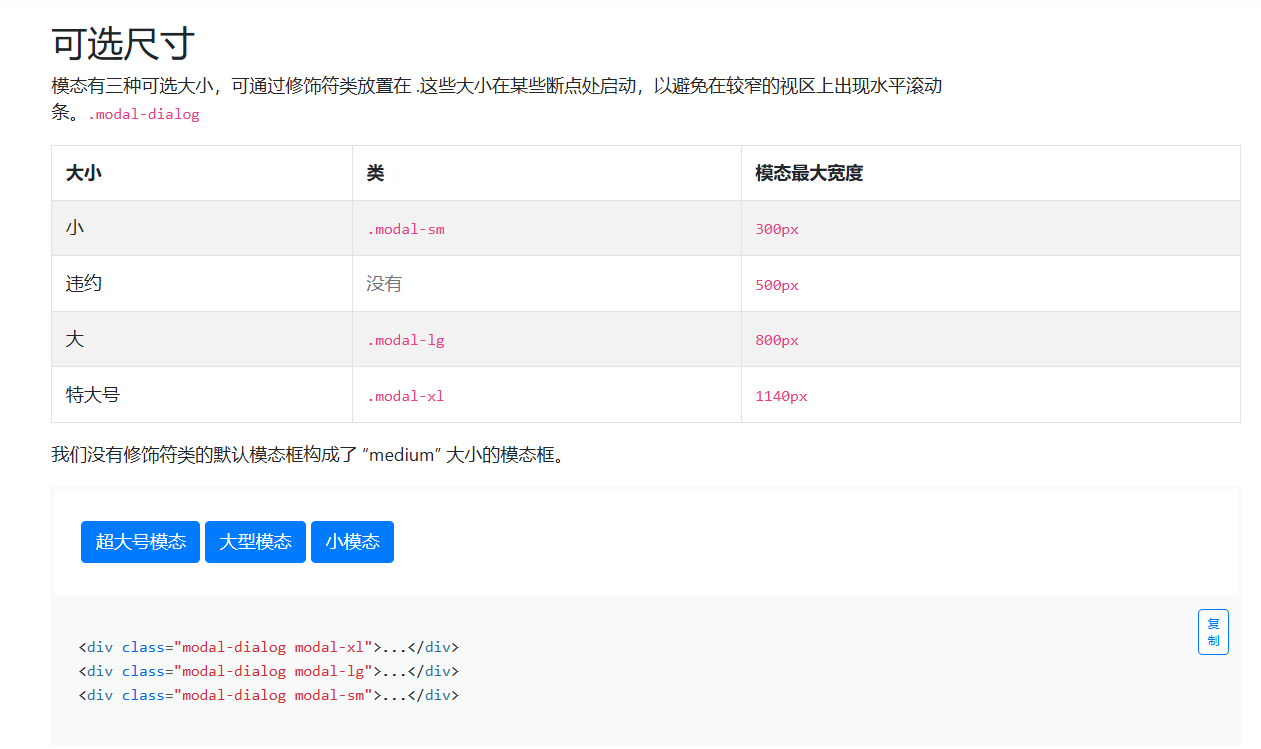 可选尺寸
模态有三种可选大小，可通过修饰符类放置在 .这些大小在某些断点处启动，以避免在较窄的视区上出现水平滚动
条。.modal-dialog
大小 类 模态最大宽度
小 .modal-sm 300px
违约 没有 500px
大 .modal-lg 800px
特大号 .modal-xl 1140px
我们没有修饰符类的默认模态框构成了 “medium” 大小的模态框。
超大号模态 大型模态 小模态
复
制
<div class="modal-dialog modal-xl">...</div>
<div class="modal-dialog modal-lg">...</div>
<div class="modal-dialog modal-sm">...</div>